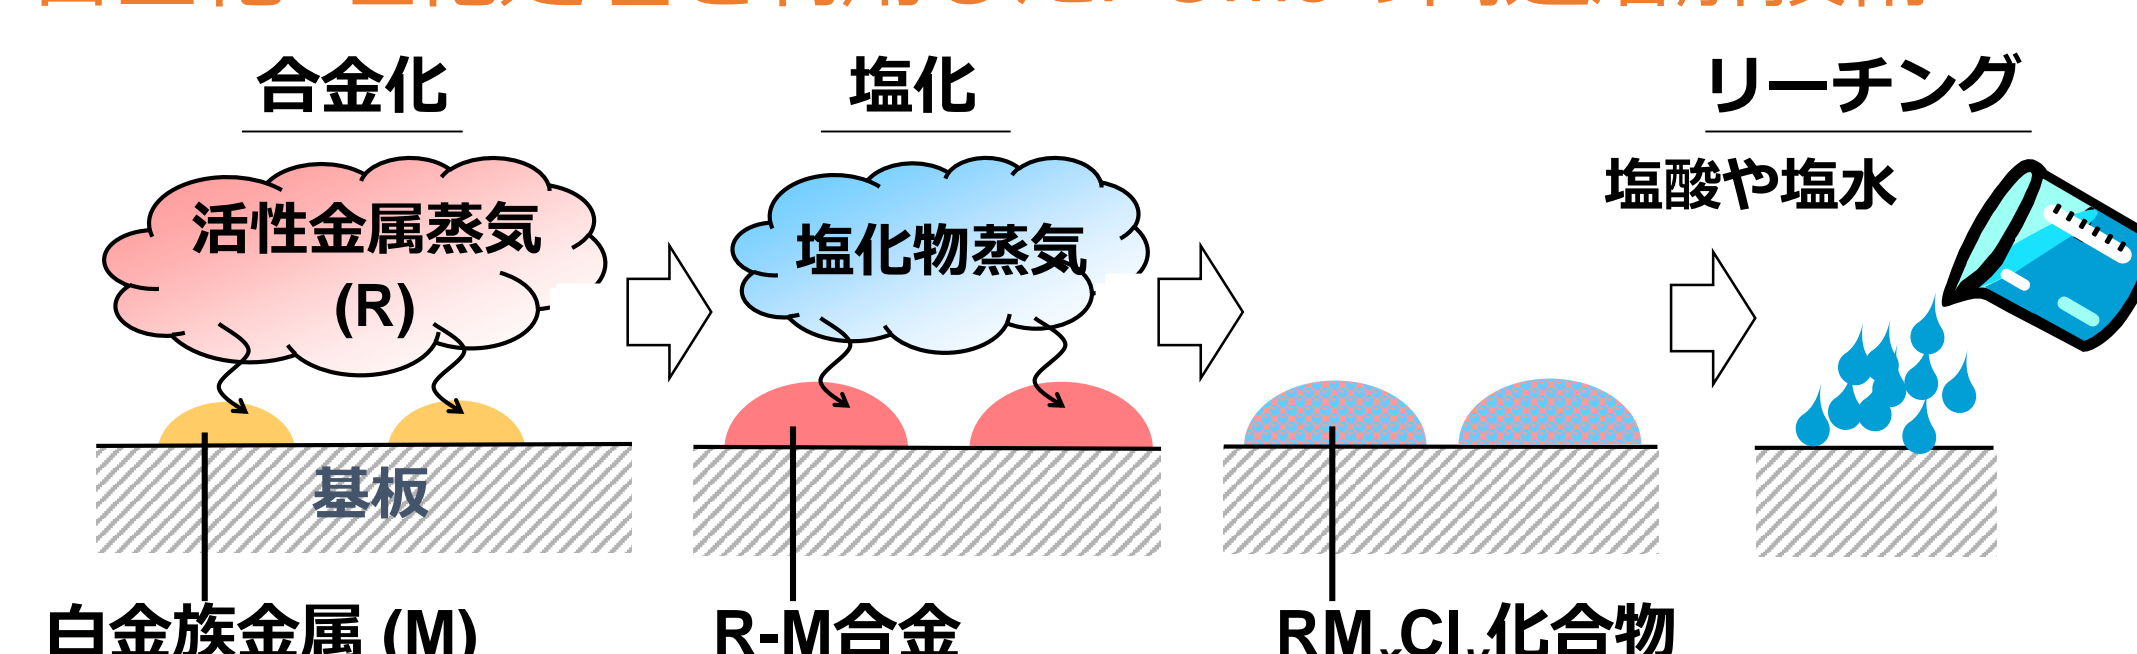 合金化
塩化
リーチング
塩酸や塩水
活性金属蒸気
(R)
塩化物蒸気
基板
白金族金属 (M)
R-M合金
RMxCly化合物